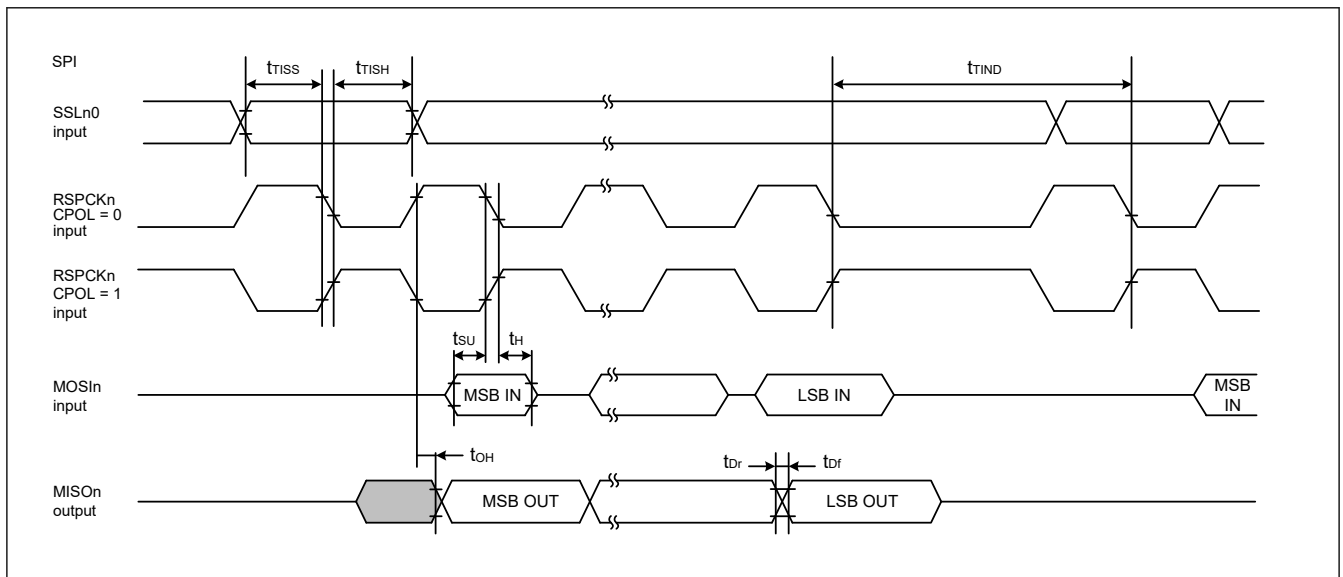 SPI
tTISS
tTISH
tTIND
SSLn0
input
RSPCKn
CPOL = 0
input
RSPCKn
CPOL = 1
input
tSU
tH
MOSIn
input
MSB IN
LSB IN
MSB
IN
tOH
tDr
tDf
MISOn
output
MSB OUT
LSB OUT